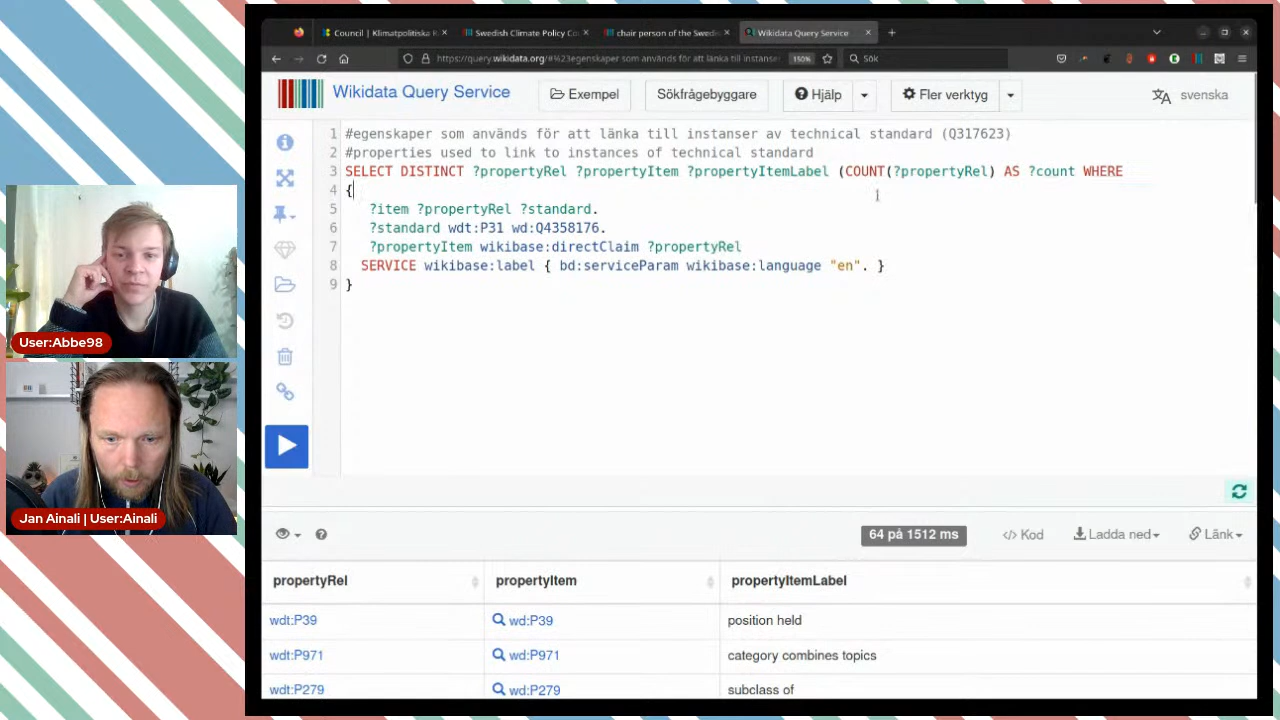 Council | Klimatpolitiska
Swedish Climate Policy Co
chair person of the Swedi
Wikidata Query Service
https://query.wikidata.org/#%23egenskaper som används för att länka till instanser
150%
Sök
Wikidata Query Service
Exempel
Sökfrågebyggare
Hjälp
Fler verktyg
svenska
1 #egenskaper som används för att länka till instanser av technical standard (Q317623)
2 #properties used to link to instances of technical standard
3 SELECT DISTINCT ?propertyRel ?propertyItem ?propertyItemLabel (COUNT(?propertyRel) AS ?count WHERE
4 {
5 ?item ?propertyRel ?standard.
6 ?standard wdt:P31 wd:Q4358176.
7 ?propertyItem wikibase:directClaim ?propertyRel
8 SERVICE wikibase:label { bd:serviceParam wikibase:language "en". }
9 }
User:Abbe98
Jan Ainali | User:Ainali
64 på 1512 ms
</> Kod
Ladda ned
Länk
propertyRel propertyItem propertyItemLabel
wdt:P39 wd:P39 position held
wdt:P971 wd:P971 category combines topics
wdt:P279 wd:P279 subclass of